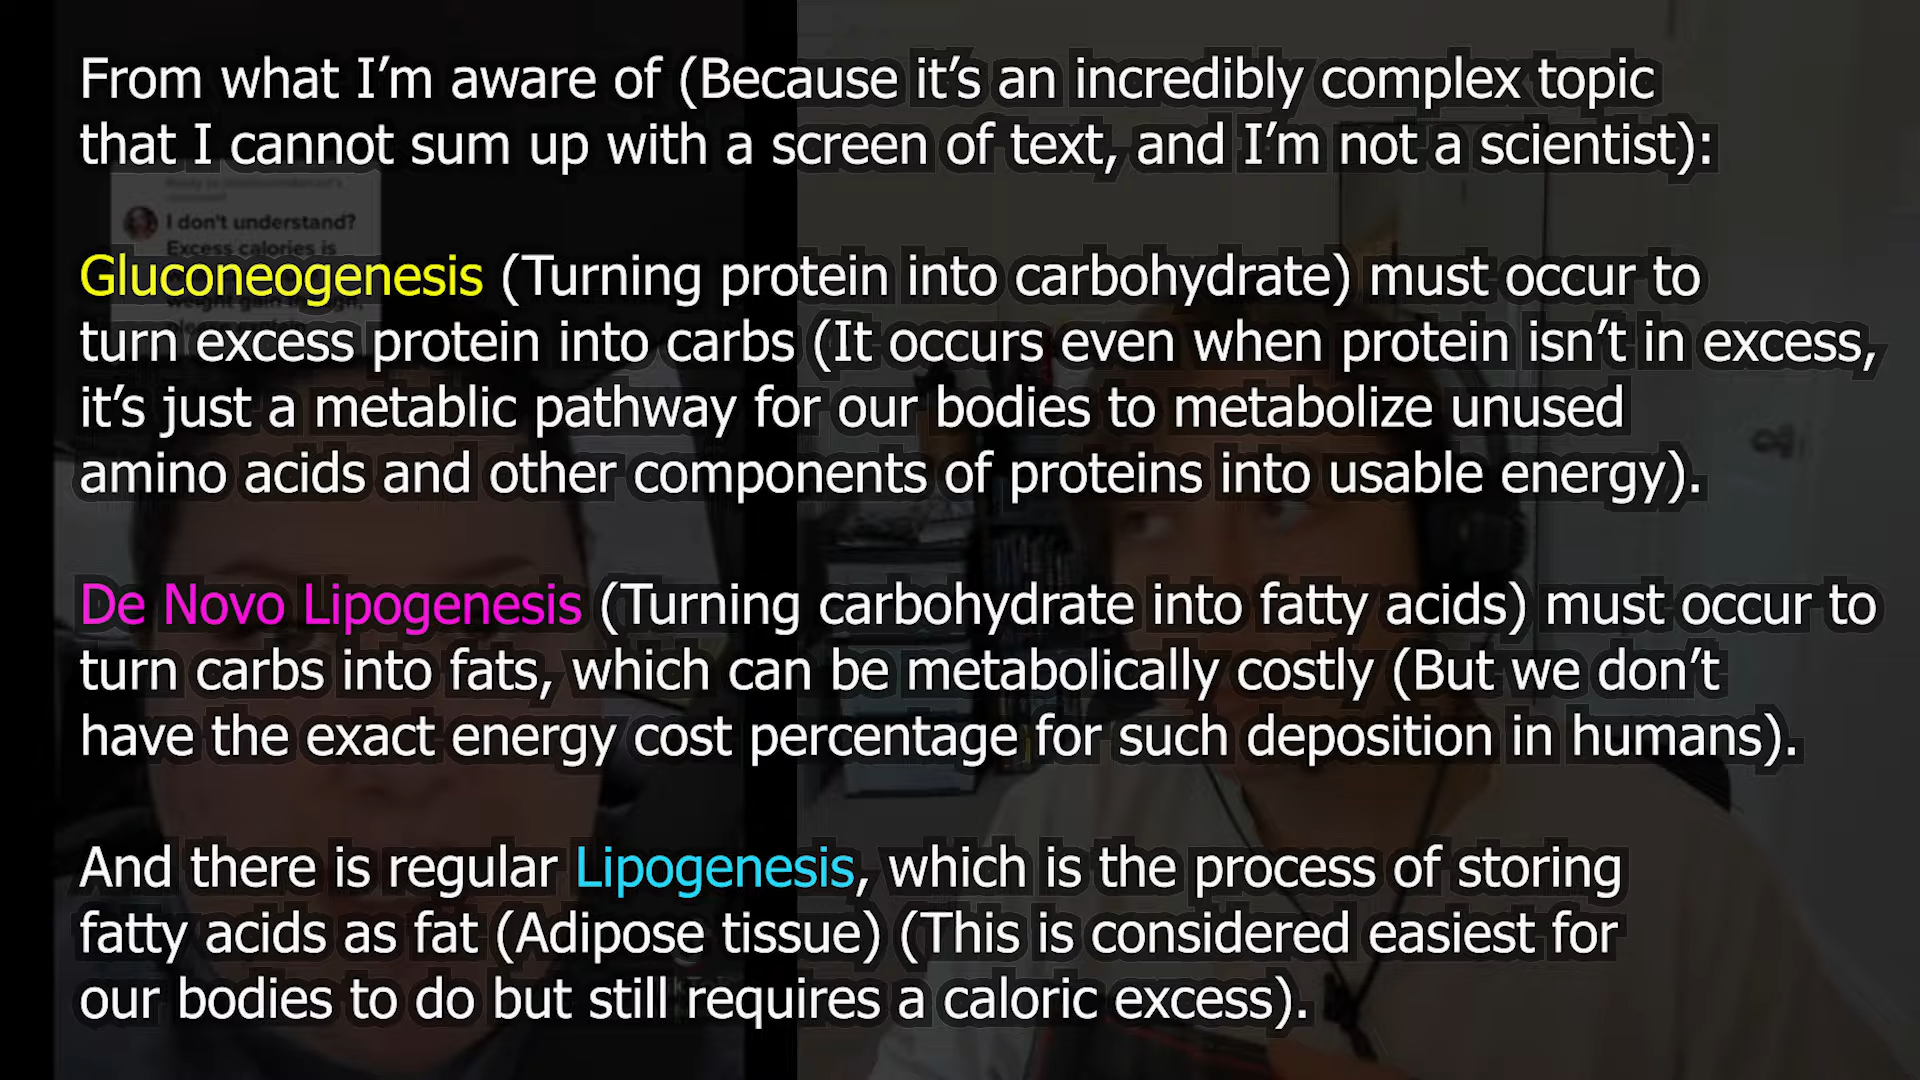 From what I'm aware of (Because it's an incredibly complex topic
that I cannot sum up with a screen of text, and I'm not a scientist):
I don't understand?
Excess calories is
Gluconeogenesis (Turning protein into carbohydrate) must occur to
turn excess protein into carbs (It occurs even when protein isn't in excess,
it's just a metablic pathway for our bodies to metabolize unused
amino acids and other components of proteins into usable energy).
De Novo Lipogenesis (Turning carbohydrate into fatty acids) must occur to
turn carbs into fats, which can be metabolically costly (But we don't
have the exact energy cost percentage for such deposition in humans).
And there is regular Lipogenesis, which is the process of storing
fatty acids as fat (Adipose tissue) (This is considered easiest for
our bodies to do but still requires a caloric excess).